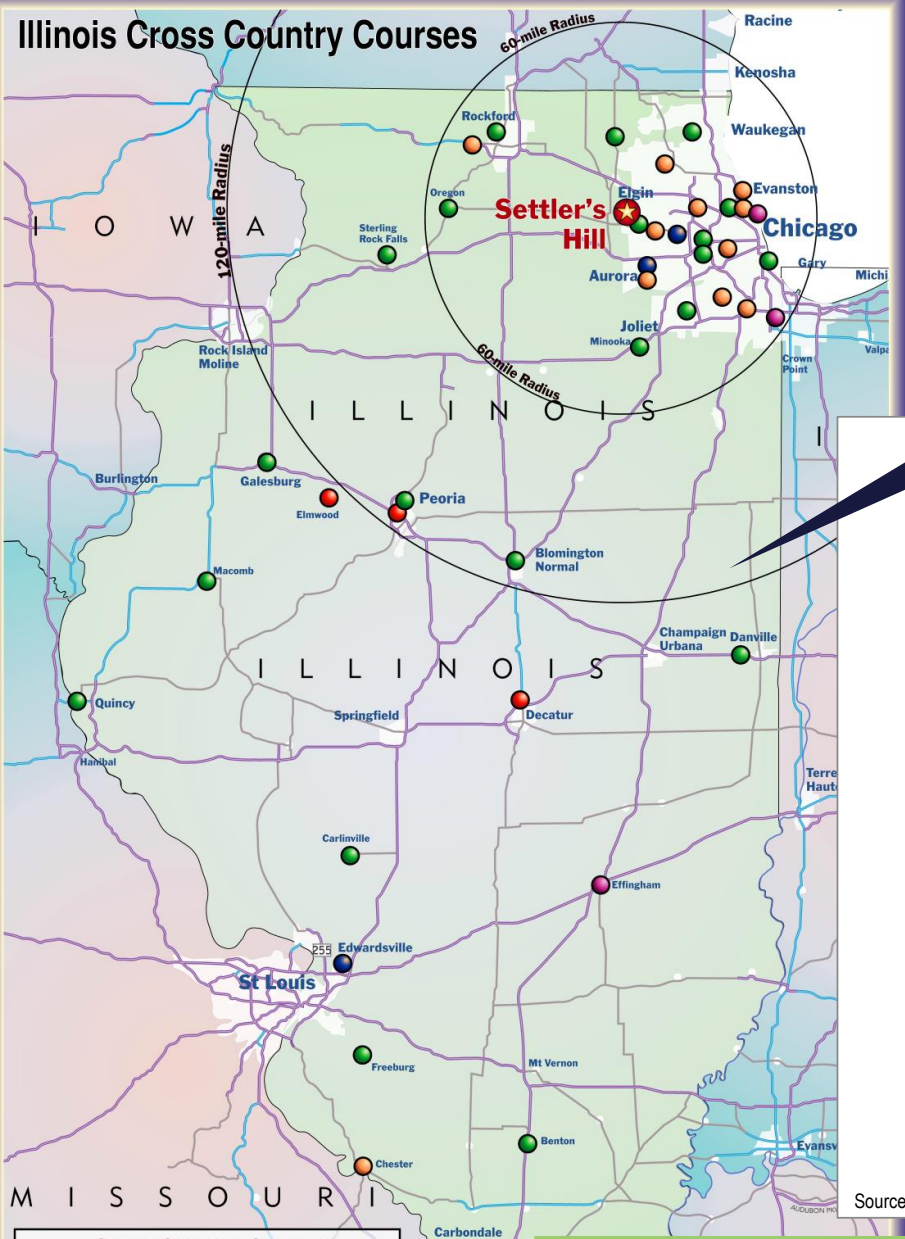 Illinois Cross Country Courses
60-mile Radius
Racine
Kenosha
Rockford
Waukegan
120-mile Radius
Evanston
Oregon
Elgin
Settler's
Hill
Chicago
I O W A
Sterling
Rock Falls
Gary
Aurora
Michi
Joliet
Minooka
Rock Island
Moline
60-mile Radius
Crown
Point
Valpa
I L L I N O I S
I
Burlington
Galesburg
Elmwood
Peoria
Blomington
Normal
Macomb
Champaign
Urbana
Danville
I L L I N O I S
Quincy
Springfield
Decatur
Hanibal
Terre
Haute
Carlinville
Effingham
255
Edwardsville
St Louis
Freeburg
Mt Vernon
Benton
Evansv
Chester
M I S S O U R I
AUDUBON PK
Source
Carbondale